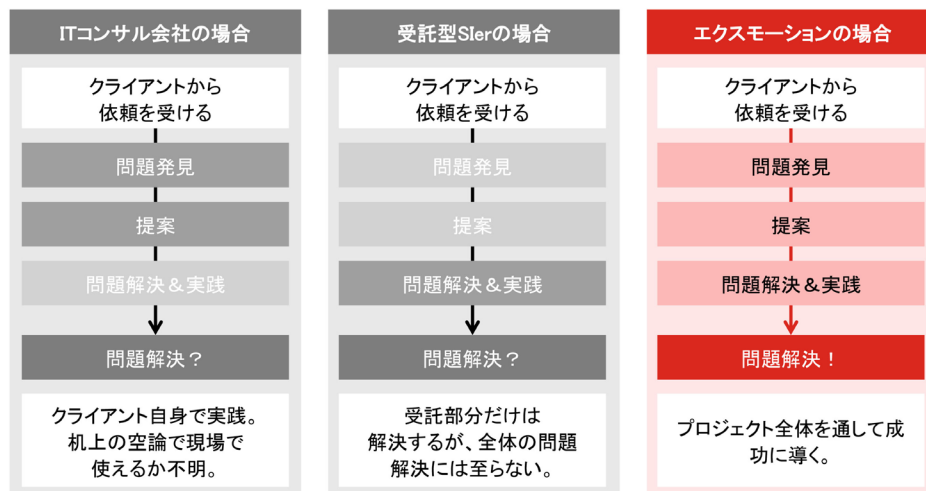 ITコンサル会社の場合
クライアントから
依頼を受ける
問題発見
提案
問題解決＆実践
問題解決？
クライアント自身で実践。
机上の空論で現場で
使えるか不明。
受託型SIerの場合
クライアントから
依頼を受ける
問題発見
提案
問題解決＆実践
問題解決？
受託部分だけは
解決するが、全体の問題
解決には至らない。
エクスモーションの場合
クライアントから
依頼を受ける
問題発見
提案
問題解決＆実践
問題解決！
プロジェクト全体を通して成
功に導く。